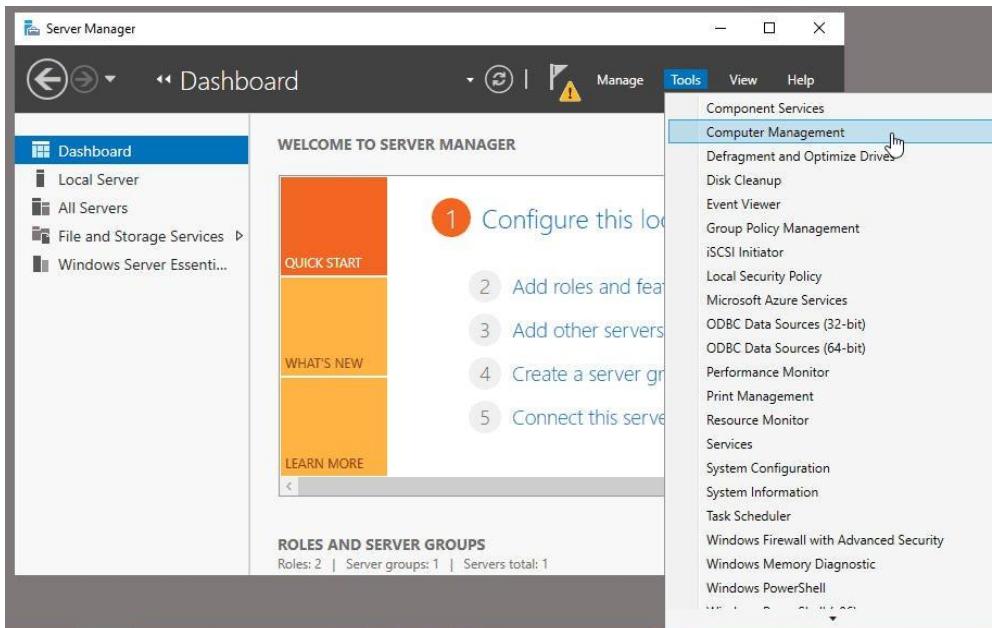 Server Manager
Dashboard
Manage
Tools
View
Help
Dashboard
Local Server
All Servers
File and Storage Services
Windows Server Essenti...
WELCOME TO SERVER MANAGER
QUICK START
WHAT'S NEW
LEARN MORE
1 Configure this loc
2 Add roles and fea
3 Add other servers
4 Create a server gr
5 Connect this serve
ROLES AND SERVER GROUPS
Roles: 2 | Server groups: 1 | Servers total: 1
Component Services
Computer Management
Defragment and Optimize Drives
Disk Cleanup
Event Viewer
Group Policy Management
iSCSI Initiator
Local Security Policy
Microsoft Azure Services
ODBC Data Sources (32-bit)
ODBC Data Sources (64-bit)
Performance Monitor
Print Management
Resource Monitor
Services
System Configuration
System Information
Task Scheduler
Windows Firewall with Advanced Security
Windows Memory Diagnostic
Windows PowerShell